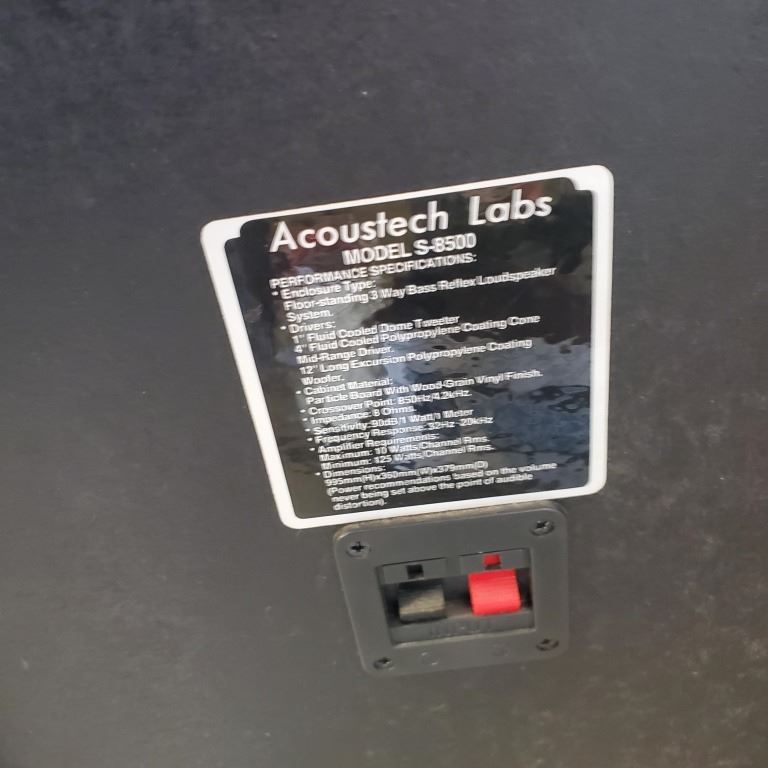 Acoustech Labs
MODEL S-8500
PERFORMANCE SPECIFICATIONS:
• Enclosure Type:
Floor-standing 3 Way Bass Reflex Loudspeaker
System.
• Drivers:
1" Fluid Cooled Dome Tweeter
4" Fluid Cooled Polypropylene Coating Cone
Mid-Range Driver.
12" Long Excursion Polypropylene Coating
Woofer.
• Cabinet Material:
Particle Board With Wood-Grain Vinyl Finish.
• Crossover Point: 850Hz/4.2kHz.
• Impedance: 8 Ohms.
• Sensitivity: 90dB/1 Watt/1 Meter
• Frequency Response: 32Hz -20kHz
• Amplifier Requirements:
Maximum: 10 Watts/Channel Rms.
Minimum: 125 Watts/Channel Rms.
• Dimensions:
995mm(H)x360mm(W)x379mm(D)
(Power recommendations based on the volume
never being set above the point of audible
distortion).
INPUT